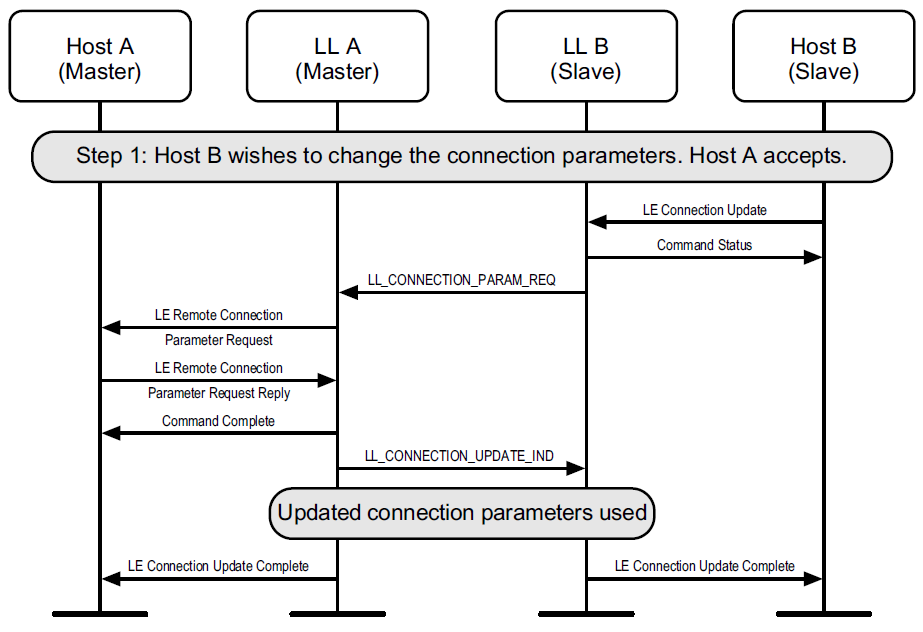 Host A
(Master)
LL A
(Master)
LL B
(Slave)
Host B
(Slave)
Step 1: Host B wishes to change the connection parameters. Host A accepts.
LE Connection Update
Command Status
LL_CONNECTION_PARAM_REQ
LE Remote Connection
Parameter Request
LE Remote Connection
Parameter Request Reply
Command Complete
LL_CONNECTION_UPDATE_IND
Updated connection parameters used
LE Connection Update Complete
LE Connection Update Complete